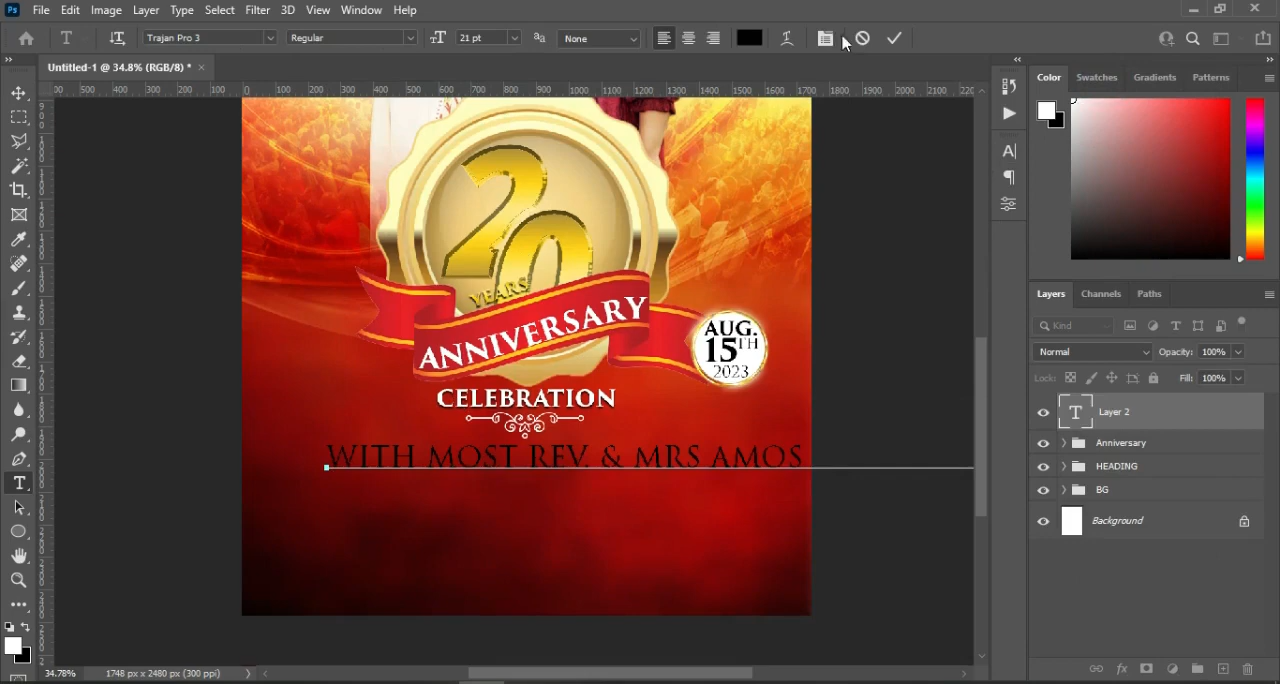 Ps File Edit Image Layer Type Select Filter 3D View Window Help
T Trajan Pro 3 Regular 21 pt None
Untitled-1 @ 34.8% (RGB/8) * ×
Color Swatches Gradients Patterns
20
YEARS
ANNIVERSARY
AUG.
15TH
2023
CELEBRATION
WITH MOST REV. & MRS AMOS
Layers Channels Paths
Kind
Normal Opacity: 100%
Lock: Fill: 100%
T Layer 2
Anniversary
HEADING
BG
Background
34.78% 1748 px x 2480 px (300 ppi)